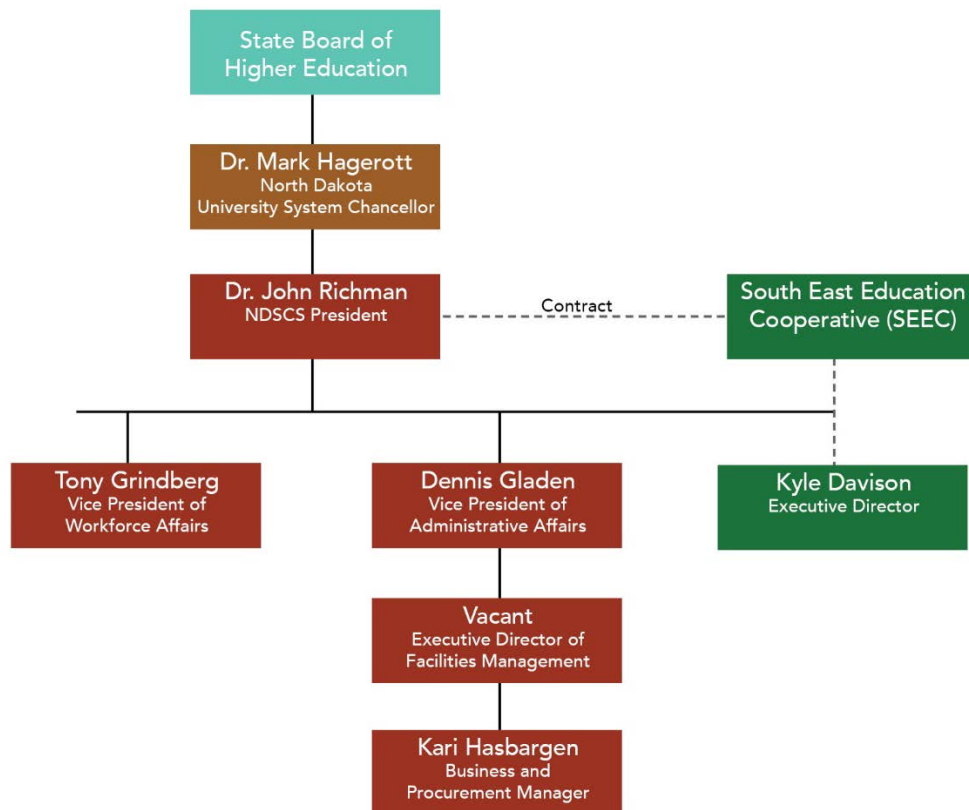 State Board of
Higher Education
Dr. Mark Hagerott
North Dakota
University System Chancellor
Dr. John Richman
NDSCS President
Contract
South East Education
Cooperative (SEEC)
Tony Grindberg
Vice President of
Workforce Affairs
Dennis Gladen
Vice President of
Administrative Affairs
Kyle Davison
Executive Director
Vacant
Executive Director of
Facilities Management
Kari Hasbargen
Business and
Procurement Manager